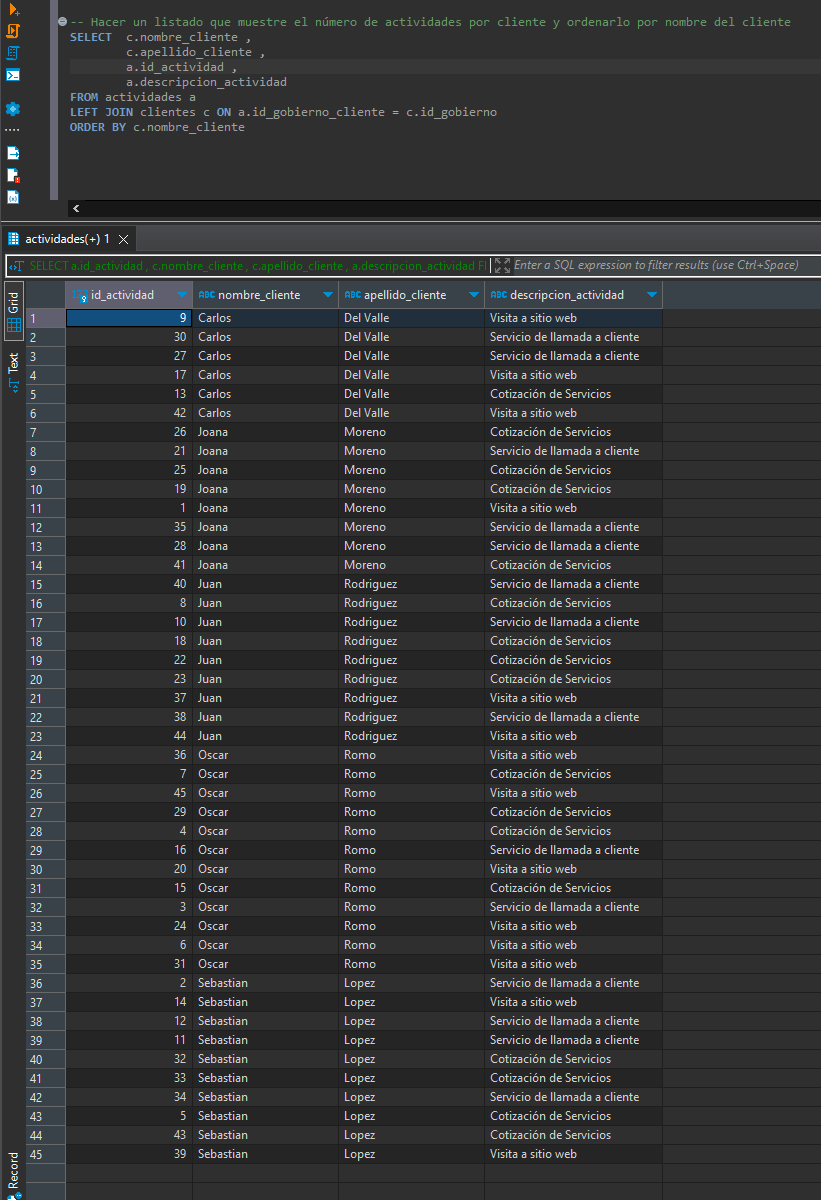 -- Hacer un listado que muestre el número de actividades por cliente y ordenarlo por nombre del cliente
SELECT c.nombre_cliente ,
c.apellido_cliente ,
a.id_actividad ,
a.descripcion_actividad
FROM actividades a
LEFT JOIN clientes c ON a.id_gobierno_cliente = c.id_gobierno
ORDER BY c.nombre_cliente
actividades(+) 1
SELECT a.id_actividad , c.nombre_cliente , c.apellido_cliente , a.descripcion_actividad Fl Enter a SQL expression to filter results (use Ctrl+Space)
Grid
Text
Record
id_actividad ABC nombre_cliente ABC apellido_cliente ABC descripcion_actividad
1 9 Carlos Del Valle Visita a sitio web
2 30 Carlos Del Valle Servicio de llamada a cliente
3 27 Carlos Del Valle Servicio de llamada a cliente
4 17 Carlos Del Valle Visita a sitio web
5 13 Carlos Del Valle Cotización de Servicios
6 42 Carlos Del Valle Visita a sitio web
7 26 Joana Moreno Cotización de Servicios
8 21 Joana Moreno Servicio de llamada a cliente
9 25 Joana Moreno Cotización de Servicios
10 19 Joana Moreno Cotización de Servicios
11 1 Joana Moreno Visita a sitio web
12 35 Joana Moreno Servicio de llamada a cliente
13 28 Joana Moreno Servicio de llamada a cliente
14 41 Joana Moreno Cotización de Servicios
15 40 Juan Rodriguez Servicio de llamada a cliente
16 8 Juan Rodriguez Cotización de Servicios
17 10 Juan Rodriguez Servicio de llamada a cliente
18 18 Juan Rodriguez Cotización de Servicios
19 22 Juan Rodriguez Cotización de Servicios
20 23 Juan Rodriguez Cotización de Servicios
21 37 Juan Rodriguez Visita a sitio web
22 38 Juan Rodriguez Servicio de llamada a cliente
23 44 Juan Rodriguez Visita a sitio web
24 36 Oscar Romo Visita a sitio web
25 7 Oscar Romo Cotización de Servicios
26 45 Oscar Romo Visita a sitio web
27 29 Oscar Romo Cotización de Servicios
28 4 Oscar Romo Cotización de Servicios
29 16 Oscar Romo Servicio de llamada a cliente
30 20 Oscar Romo Visita a sitio web
31 15 Oscar Romo Cotización de Servicios
32 3 Oscar Romo Servicio de llamada a cliente
33 24 Oscar Romo Visita a sitio web
34 6 Oscar Romo Visita a sitio web
35 31 Oscar Romo Visita a sitio web
36 2 Sebastian Lopez Servicio de llamada a cliente
37 14 Sebastian Lopez Visita a sitio web
38 12 Sebastian Lopez Servicio de llamada a cliente
39 11 Sebastian Lopez Servicio de llamada a cliente
40 32 Sebastian Lopez Cotización de Servicios
41 33 Sebastian Lopez Cotización de Servicios
42 34 Sebastian Lopez Servicio de llamada a cliente
43 5 Sebastian Lopez Cotización de Servicios
44 43 Sebastian Lopez Cotización de Servicios
45 39 Sebastian Lopez Visita a sitio web